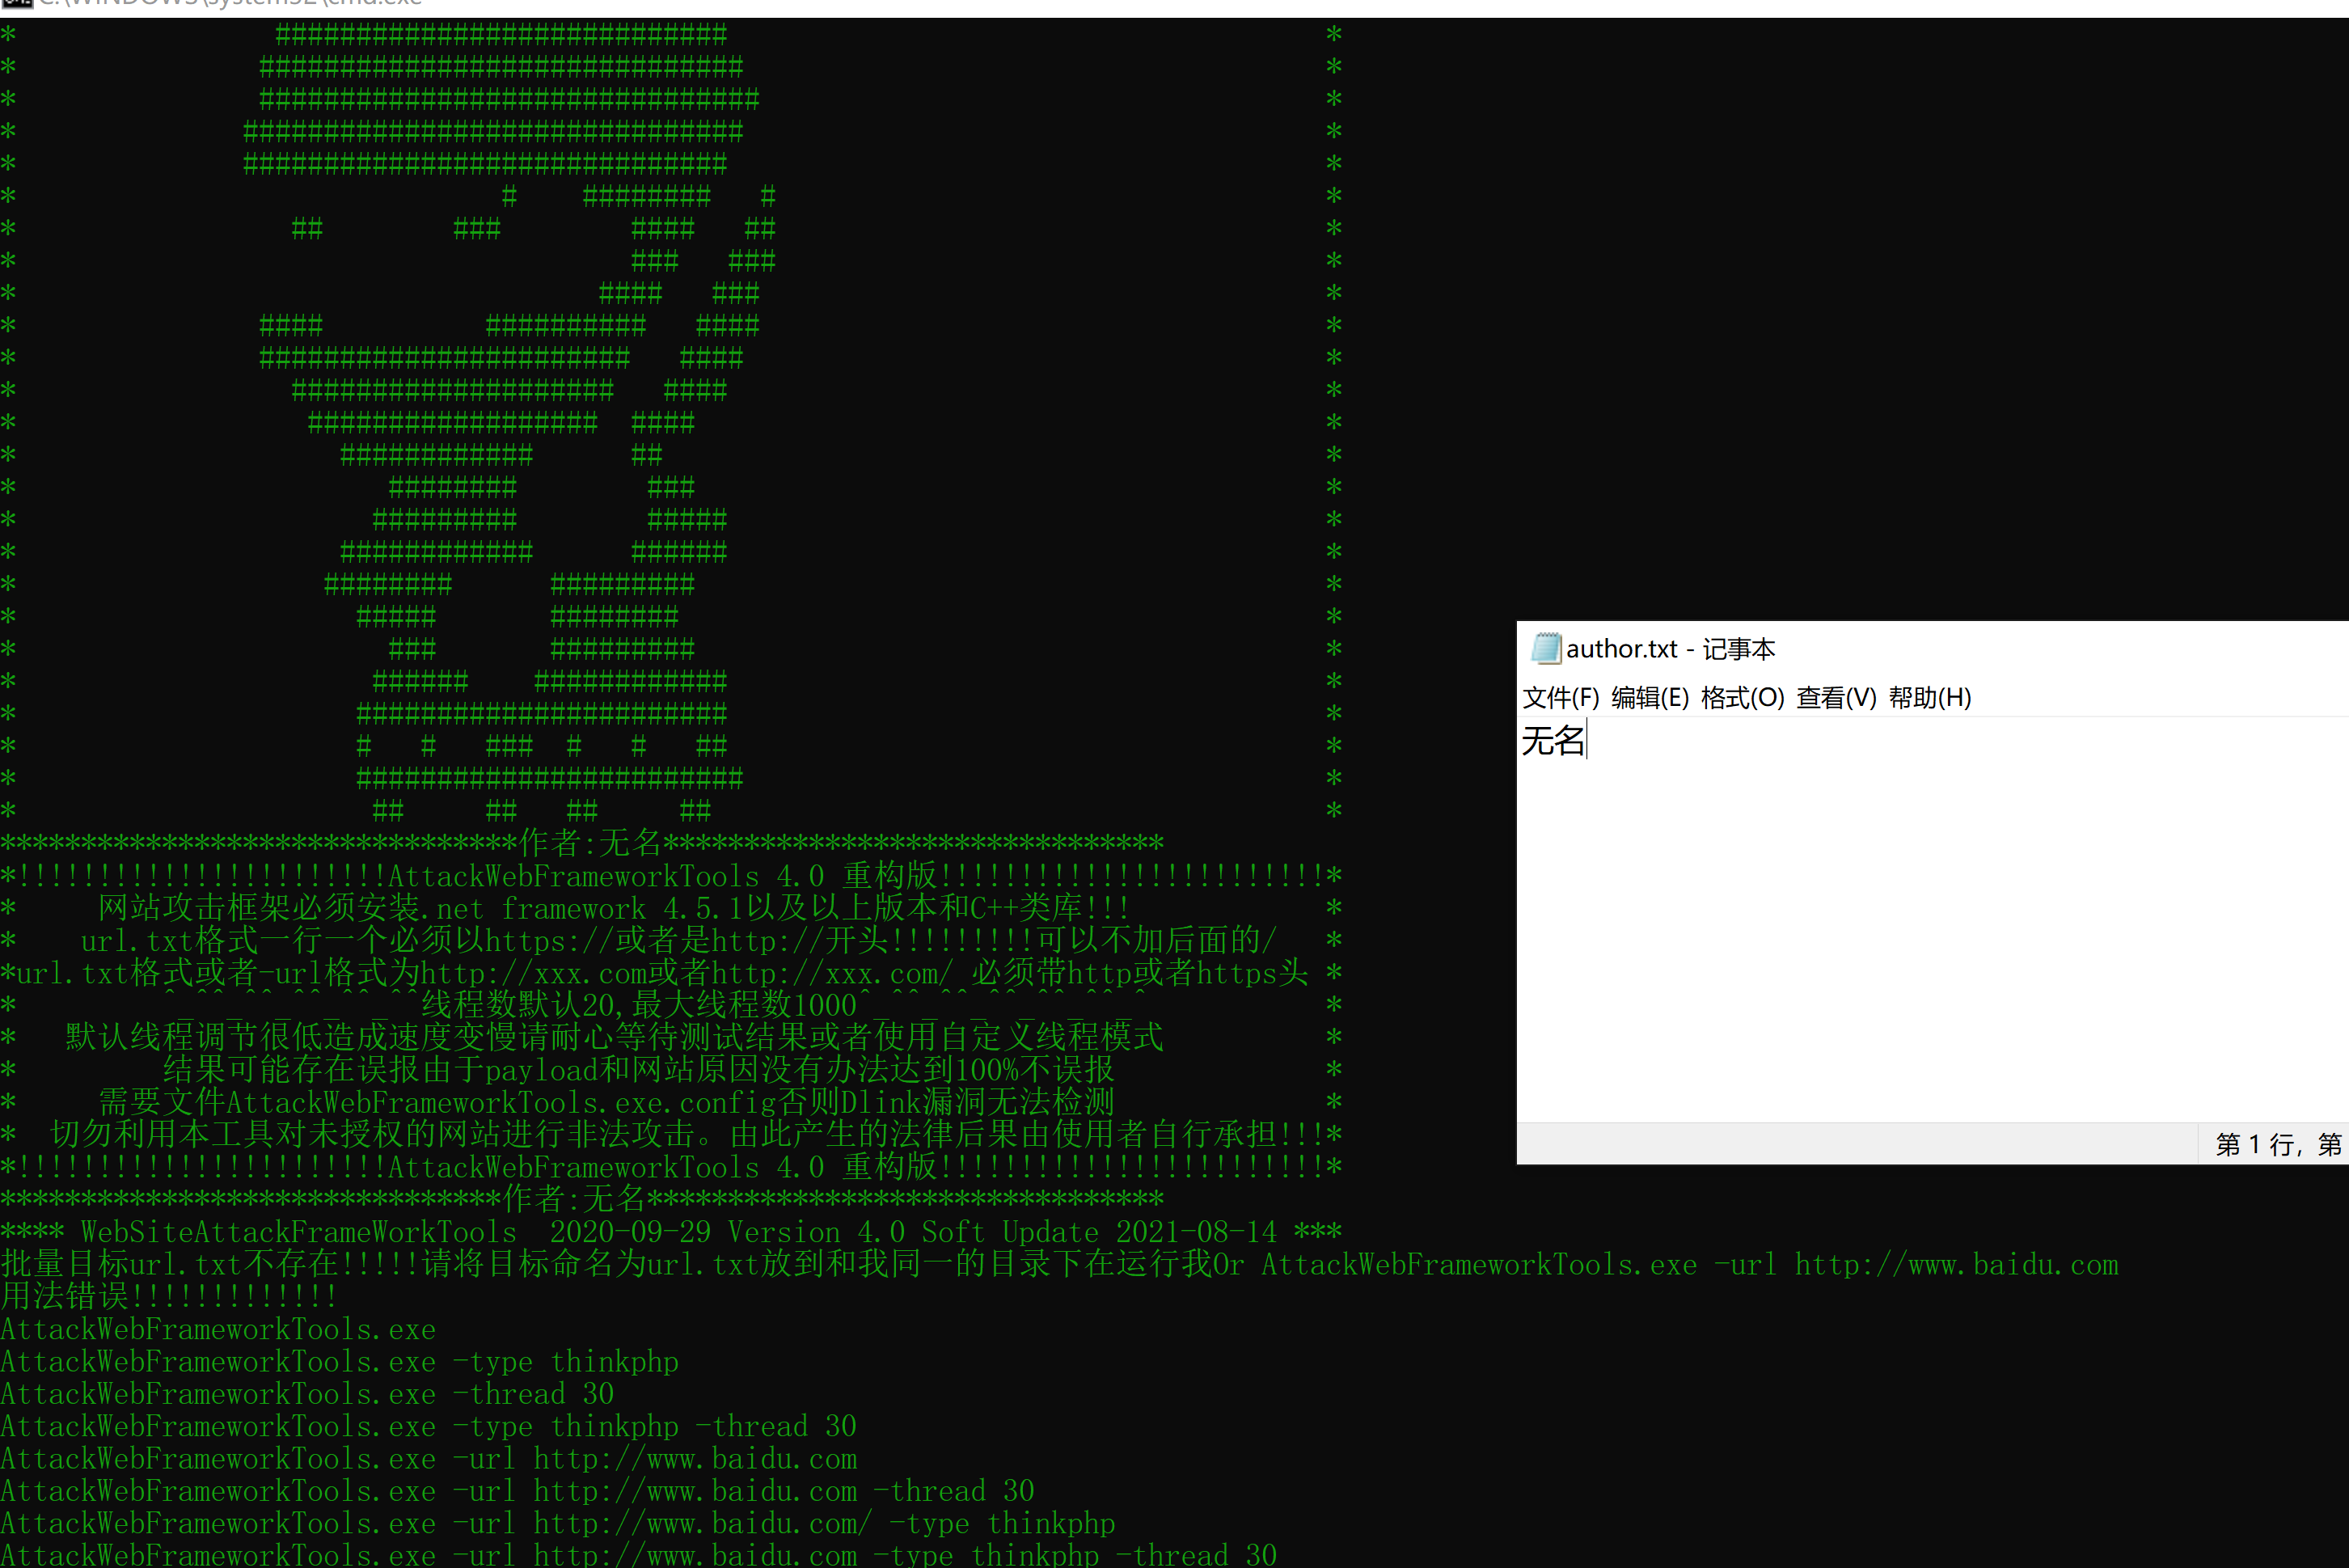 *                           ############################                                     *
*                          ##############################                                    *
*                          ###############################                                   *
*                         ###############################                                    *
*                         ##############################                                     *
*                                         #    ########   #                                  *
*                            ##        ###        ####   ##                                  *
*                                                 ###   ###                                  *
*                                               ####   ###                                   *
*                          ####          ##########   ####                                   *
*                          #######################   ####                                    *
*                            ####################   ####                                     *
*                             ##################  ####                                       *
*                               ############      ##                                         *
*                                  ########        ###                                       *
*                                 #########        #####                                     *
*                               ############      ######                                     *
*                              ########      #########                                       *
*                                #####       ########                                        *
*                                  ###       #########                                       *
*                                 ######    ############                                     *
*                                #######################                                     *
*                                #   #   ###  #   #   ##                                     *
*                                ########################                                    *
*                                 ##     ##   ##     ##                                      *
********************************作者:无名*******************************
*!!!!!!!!!!!!!!!!!!!!!!!AttackWebFrameworkTools 4.0 重构版!!!!!!!!!!!!!!!!!!!!!!!!*
*     网站攻击框架必须安装.net framework 4.5.1以及以上版本和C++类库!!!            *
*    url.txt格式一行一个必须以https://或者是http://开头!!!!!!!!!可以不加后面的/   *
*url.txt格式或者-url格式为http://xxx.com或者http://xxx.com/ 必须带http或者https头 *
*         ^_^^_^^_^^_^^_^^线程数默认20,最大线程数1000^_^^_^^_^^_^^_^^_^           *
*   默认线程调节很低造成速度变慢请耐心等待测试结果或者使用自定义线程模式          *
*         结果可能存在误报由于payload和网站原因没有办法达到100%不误报             *
*     需要文件AttackWebFrameworkTools.exe.config否则Dlink漏洞无法检测             *
*  切勿利用本工具对未授权的网站进行非法攻击。由此产生的法律后果由使用者自行承担!!!*
*!!!!!!!!!!!!!!!!!!!!!!!AttackWebFrameworkTools 4.0 重构版!!!!!!!!!!!!!!!!!!!!!!!!*
*******************************作者:无名********************************
**** WebSiteAttackFrameWorkTools  2020-09-29 Version 4.0 Soft Update 2021-08-14 ***
批量目标url.txt不存在!!!!!请将目标命名为url.txt放到和我同一的目录下在运行我Or AttackWebFrameworkTools.exe -url http://www.baidu.com
用法错误!!!!!!!!!!!!!
AttackWebFrameworkTools.exe
AttackWebFrameworkTools.exe -type thinkphp
AttackWebFrameworkTools.exe -thread 30
AttackWebFrameworkTools.exe -type thinkphp -thread 30
AttackWebFrameworkTools.exe -url http://www.baidu.com
AttackWebFrameworkTools.exe -url http://www.baidu.com -thread 30
AttackWebFrameworkTools.exe -url http://www.baidu.com/ -type thinkphp
AttackWebFrameworkTools.exe -url http://www.baidu.com -type thinkphp -thread 30
author.txt - 记事本
文件(F) 编辑(E) 格式(O) 查看(V) 帮助(H)
无名
第 1 行，第